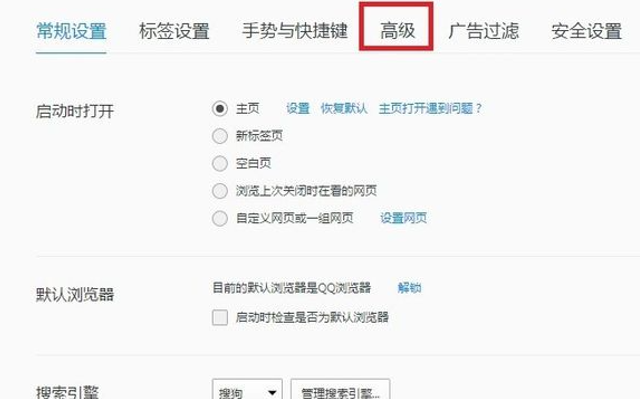 常规设置 标签设置 手势与快捷键 高级 广告过滤 安全设置
启动时打开 主页 设置 恢复默认 主页打开遇到问题？
新标签页
空白页
浏览上次关闭时在看的网页
自定义网页或一组网页 设置网页
默认浏览器 目前的默认浏览器是QQ浏览器 解锁
启动时检查是否为默认浏览器
搜索引擎 搜狗 管理搜索引擎...